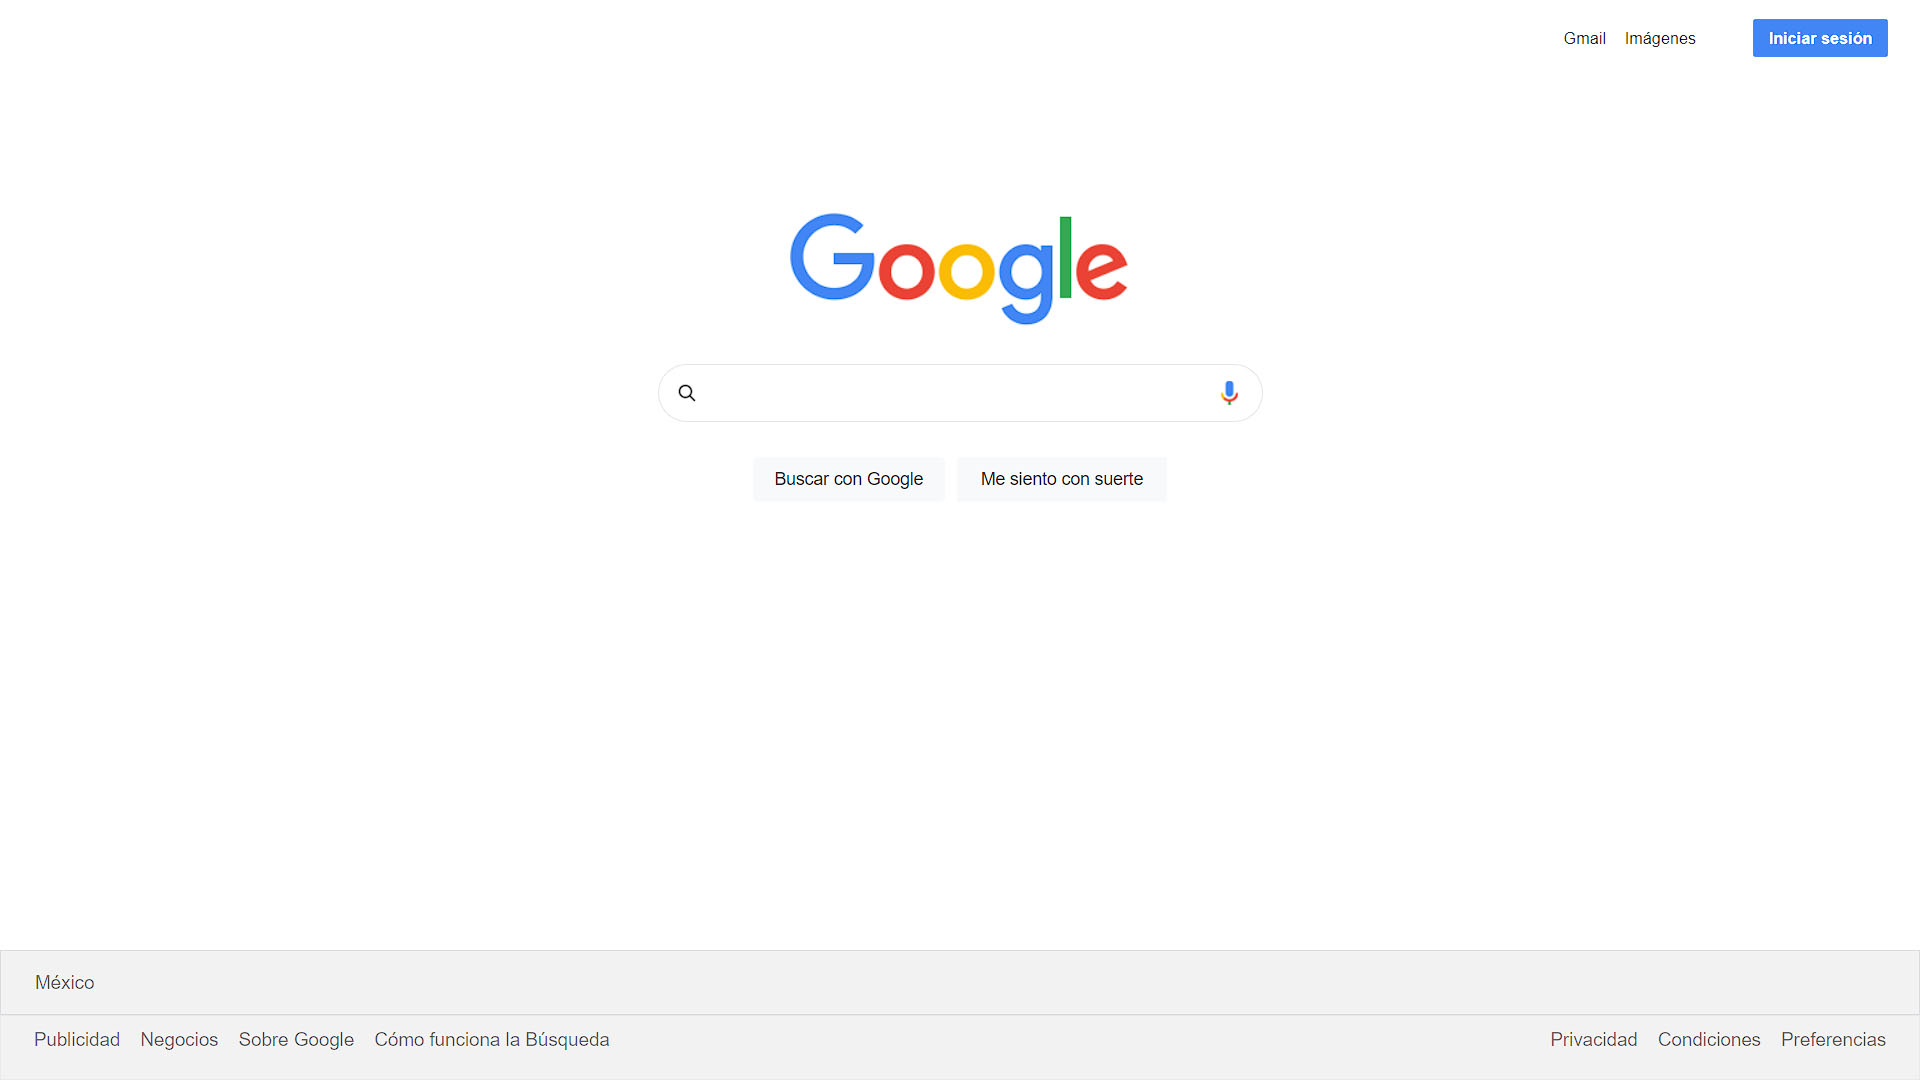 Gmail Imágenes Iniciar sesión
Google
Buscar con Google Me siento con suerte
México
Publicidad Negocios Sobre Google Cómo funciona la Búsqueda Privacidad Condiciones Preferencias